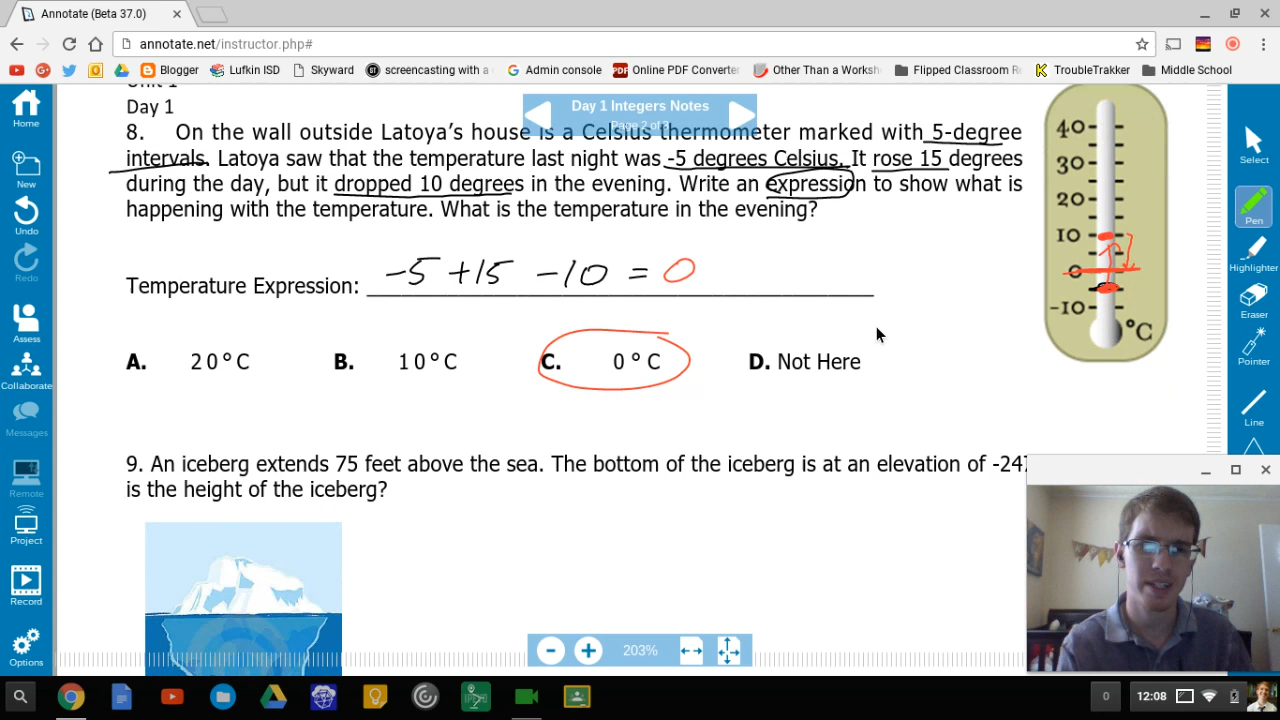 Annotate (Beta 37.0)
annotate.net/instructor.php#
Lufkin ISD
Skyward
screencasting with a
Admin console
Online PDF Converter
Other Than a Worksh
Flipped Classroom R
TroubleTrakker
Middle School
Blogger
Home
New
Undo
Redo
Assess
Collaborate
Messages
Remote
Project
Record
Options
Day 1 Integers Notes
Page 2 of 3
Unit 1
Day 1
8. On the wall outside Latoya's house is a Celsius thermometer marked with 5-degree
intervals. Latoya saw that the temperature last night was -5 degrees Celsius. It rose 15 degrees
during the day, but it dropped 10 degrees in the evening. Write an expression to show what is
happening with the temperature. What is the temperature in the evening?
Temperature Expression: -5 +15 -10 = 0
A. 20°C B. 10°C C. 0°C D. Not Here
9. An iceberg extends 75 feet above the sea. The bottom of the iceberg is at an elevation of -247
is the height of the iceberg?
40
30
20
10
0
-10
°C
Select
Pen
Highlighter
Eraser
Pointer
Line
203%
0
12:08